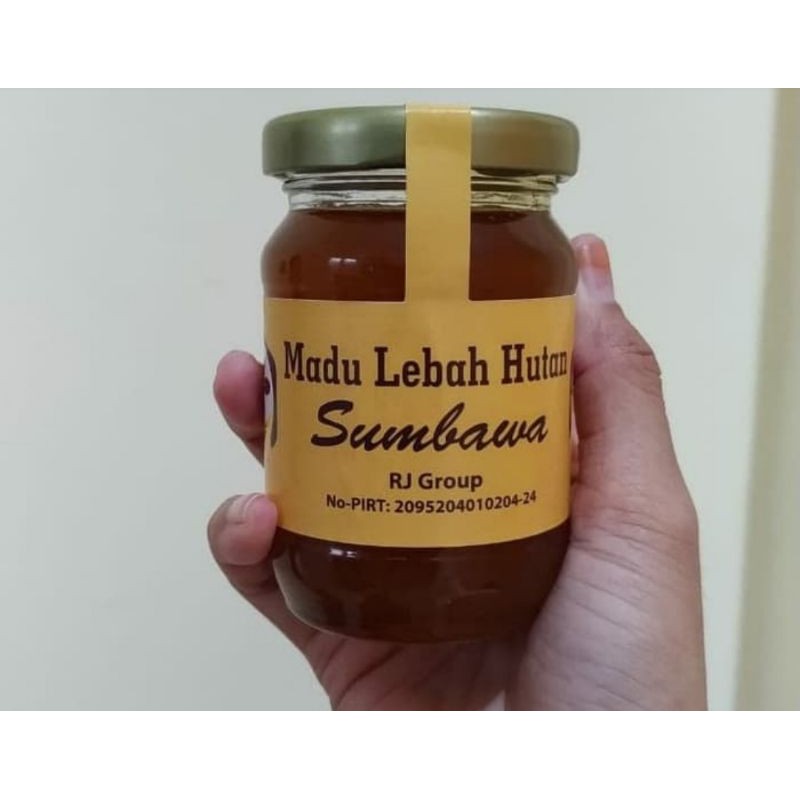 Madu Lebah Hutan
Sumbawa
RJ Group
No-PIRT: 2095204010204-24